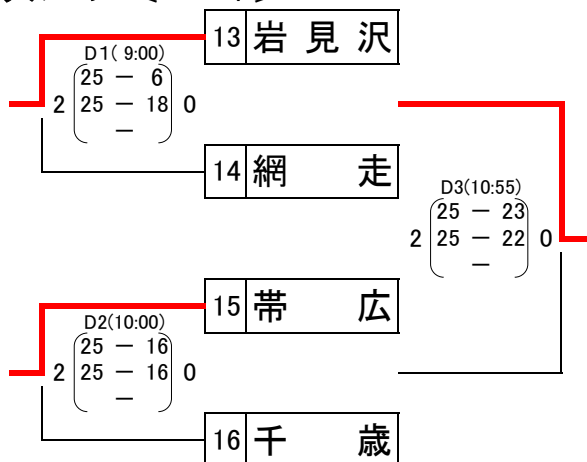 13 岩見沢
D1( 9:00)
25 － 6
2 25 － 18 0
－
14 網走
D3(10:55)
25 － 23
2 25 － 22 0
－
15 帯広
D2(10:00)
25 － 16
2 25 － 16 0
－
16 千歳